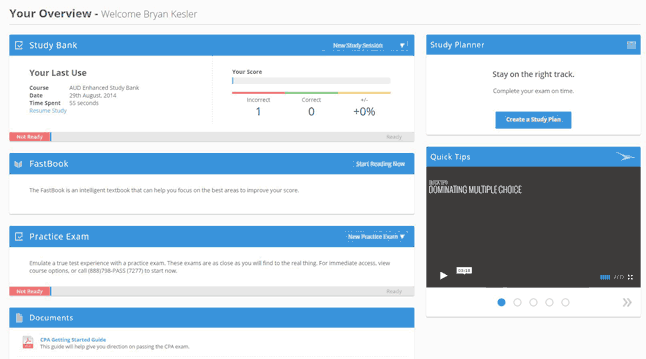 Your Overview - Welcome Bryan Kesler
Study Bank
New Study Session
Your Last Use
Course AUD Enhanced Study Bank
Date 29th August, 2014
Time Spent 55 seconds
Resume Study
Your Score
Incorrect Correct +/-
1 0 +0%
Not Ready Ready
FastBook
Start Reading Now
The FastBook is an intelligent textbook that can help you focus on the best areas to improve your score.
Practice Exam
New Practice Exam
Emulate a true test experience with a practice exam. These exams are as close as you will find to the real thing. For immediate access, view
course options, or call (888)798-PASS (7277) to start now.
Not Ready Ready
Documents
CPA Getting Started Guide
This guide will help give you direction on passing the CPA exam.
Study Planner
Stay on the right track.
Complete your exam on time.
Create a Study Plan
Quick Tips
DOMINATING MULTIPLE CHOICE